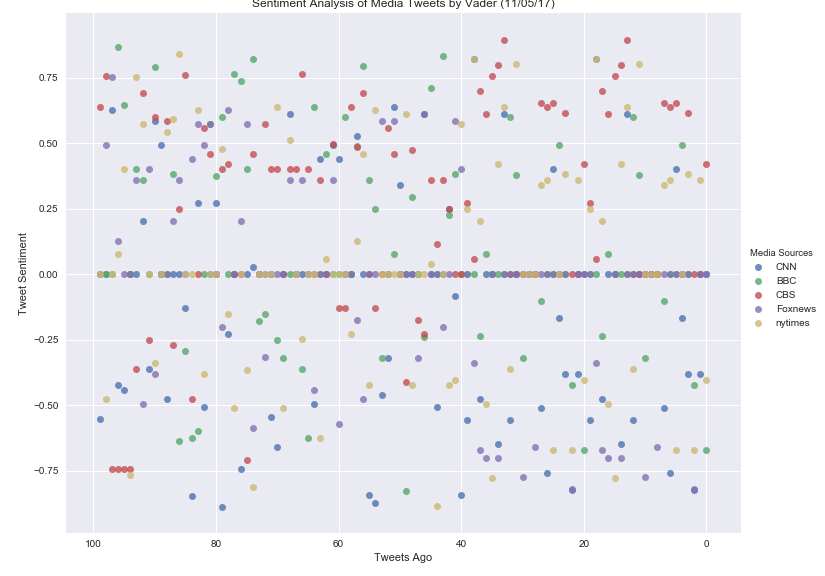 Sentiment Analysis of Media Tweets by Vader (11/05/17)
0.75
0.50
0.25
0.00
−0.25
−0.50
−0.75
Tweet Sentiment
100
80
60
40
20
0
Tweets Ago
Media Sources
CNN
BBC
CBS
Foxnews
nytimes